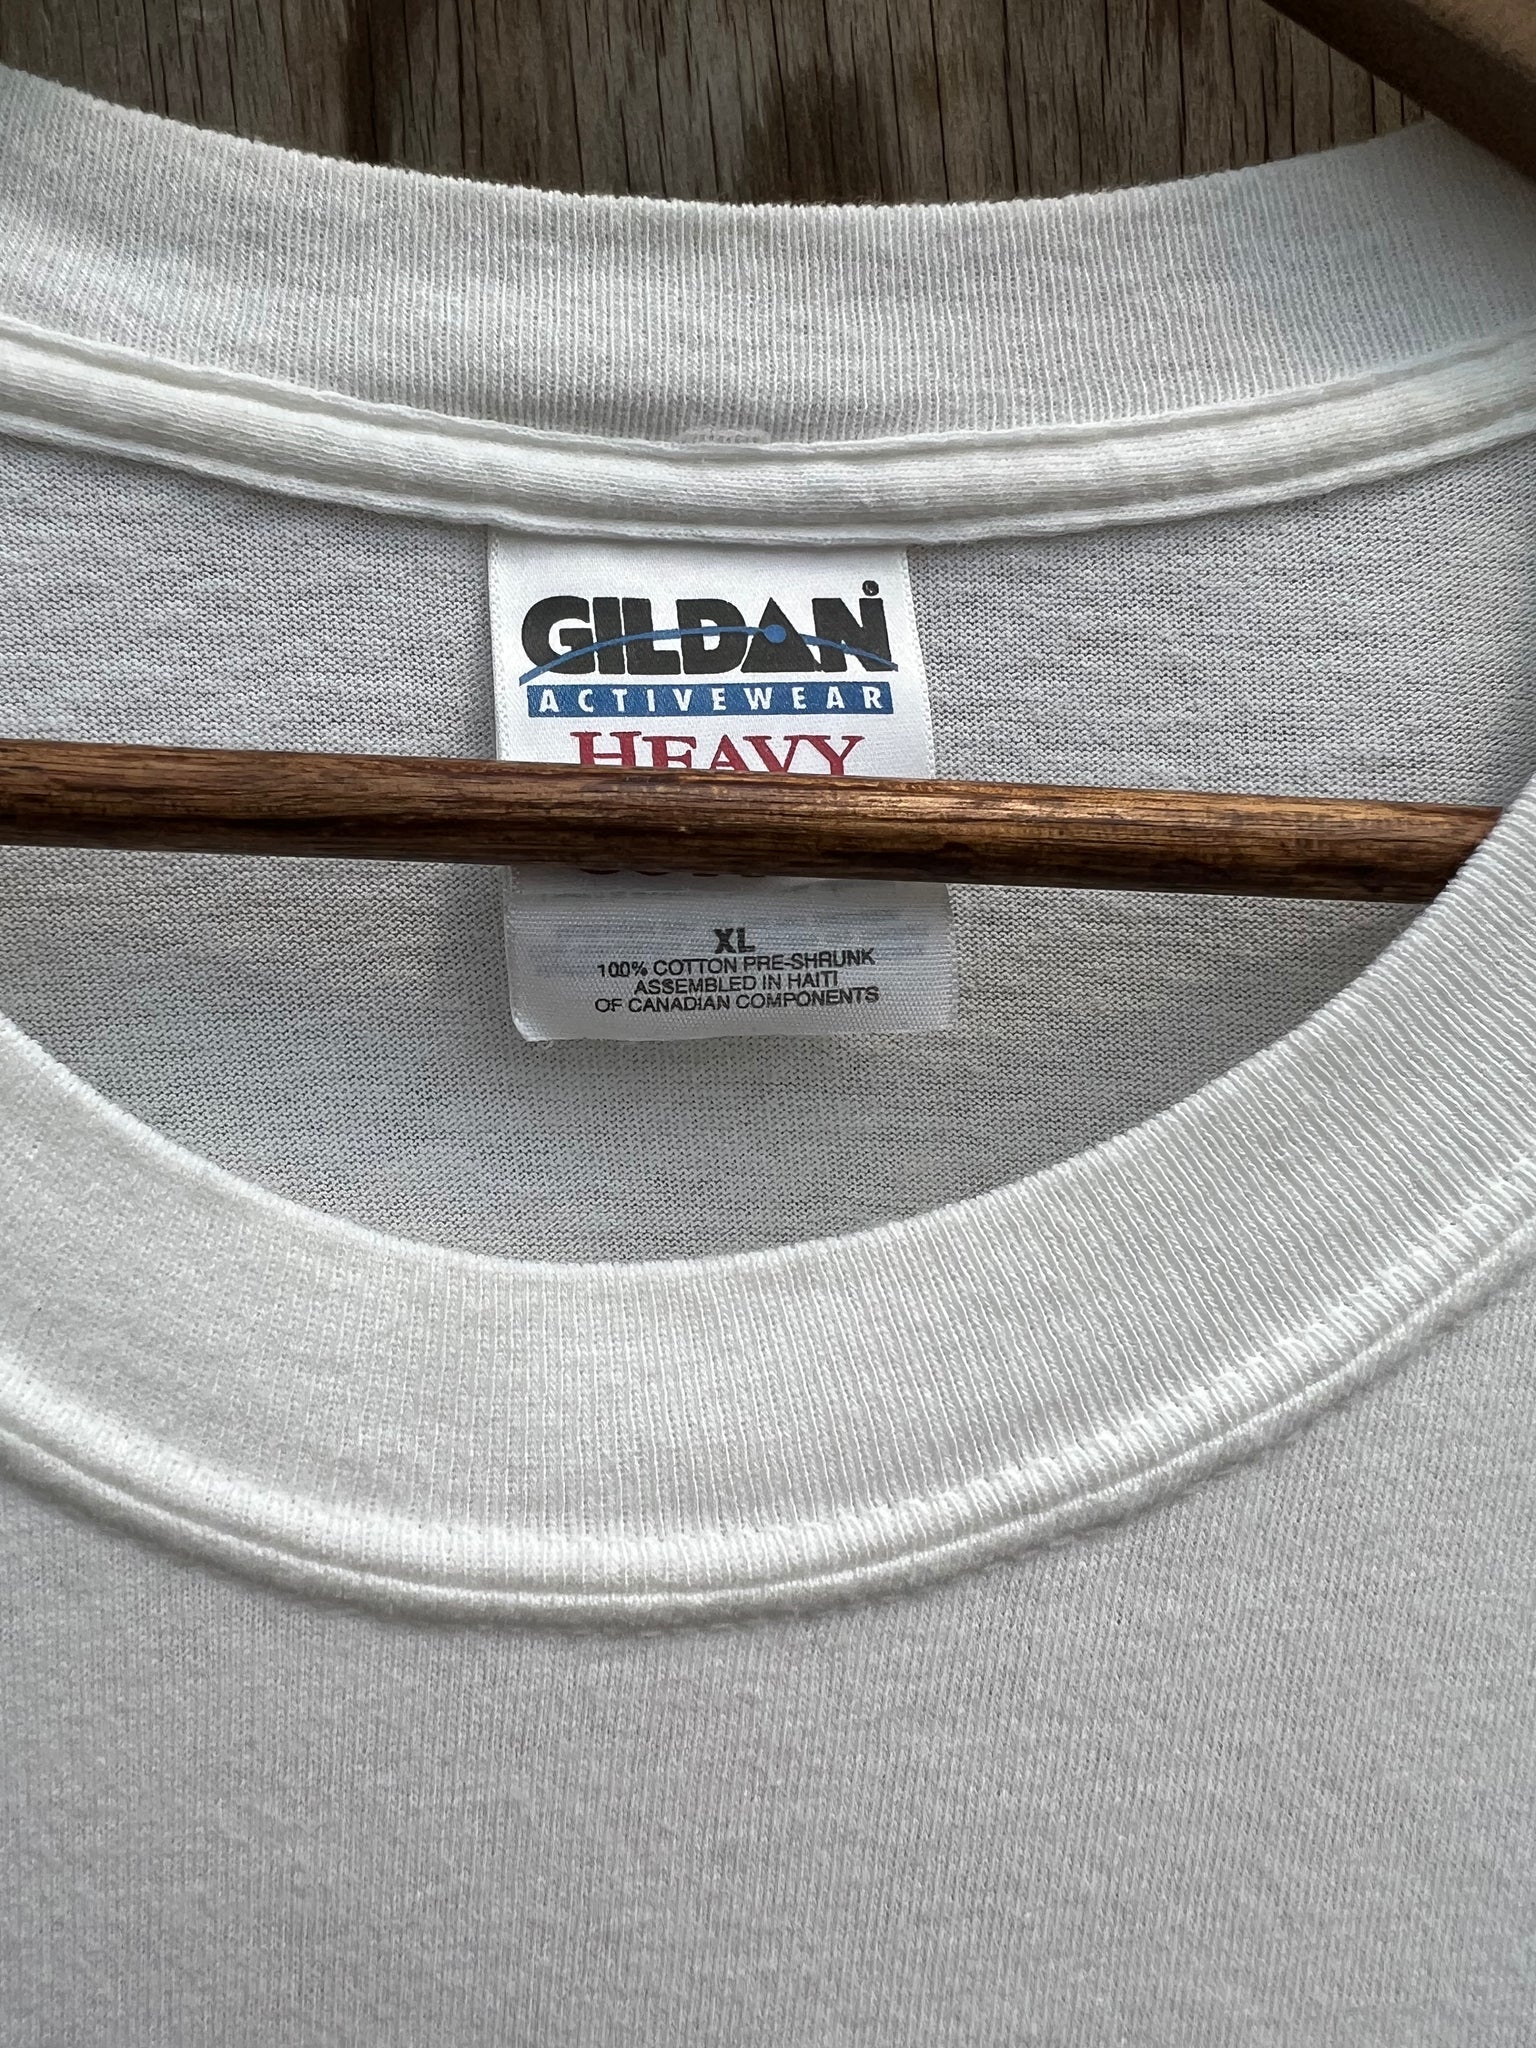 GILDAN
ACTIVEWEAR
HEAVY
XL
100% COTTON PRE-SHRUNK
ASSEMBLED IN HAITI
OF CANADIAN COMPONENTS